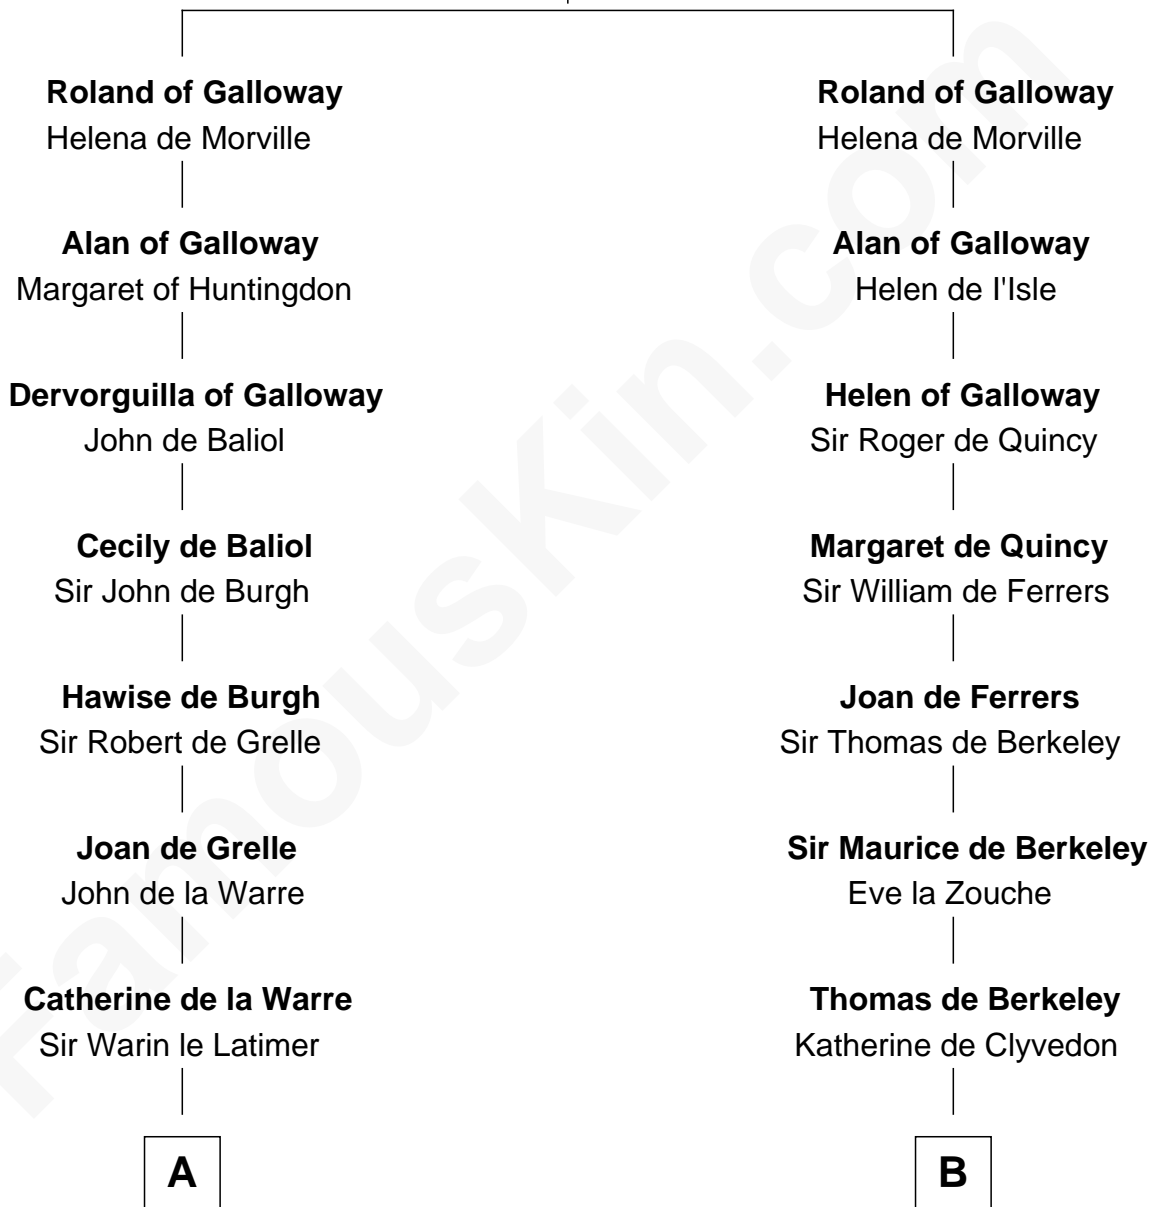 Roland of Galloway
Helena de Morville
Alan of Galloway
Margaret of Huntingdon
Dervorguilla of Galloway
John de Baliol
Cecily de Baliol
Sir John de Burgh
Hawise de Burgh
Sir Robert de Grelle
Joan de Grelle
John de la Warre
Catherine de la Warre
Sir Warin le Latimer
A
Roland of Galloway
Helena de Morville
Alan of Galloway
Helen de I'Isle
Helen of Galloway
Sir Roger de Quincy
Margaret de Quincy
Sir William de Ferrers
Joan de Ferrers
Sir Thomas de Berkeley
Sir Maurice de Berkeley
Eve la Zouche
Thomas de Berkeley
Katherine de Clyvedon
B
FamousKin.com